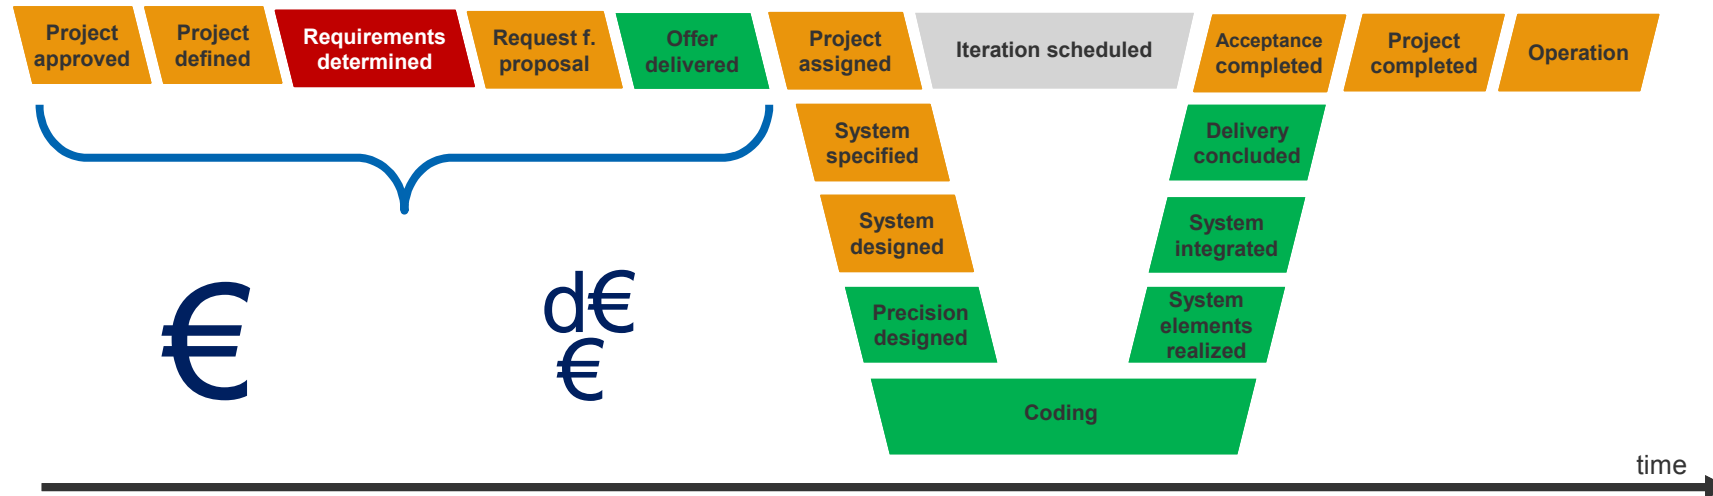 Project
approved
Project
defined
Requirements
determined
Request f.
proposal
Offer
delivered
Project
assigned
Iteration scheduled
Acceptance
completed
Project
completed
Operation
System
specified
Delivery
concluded
System
designed
System
integrated
€
d€
€
Precision
designed
System
elements
realized
Coding
time